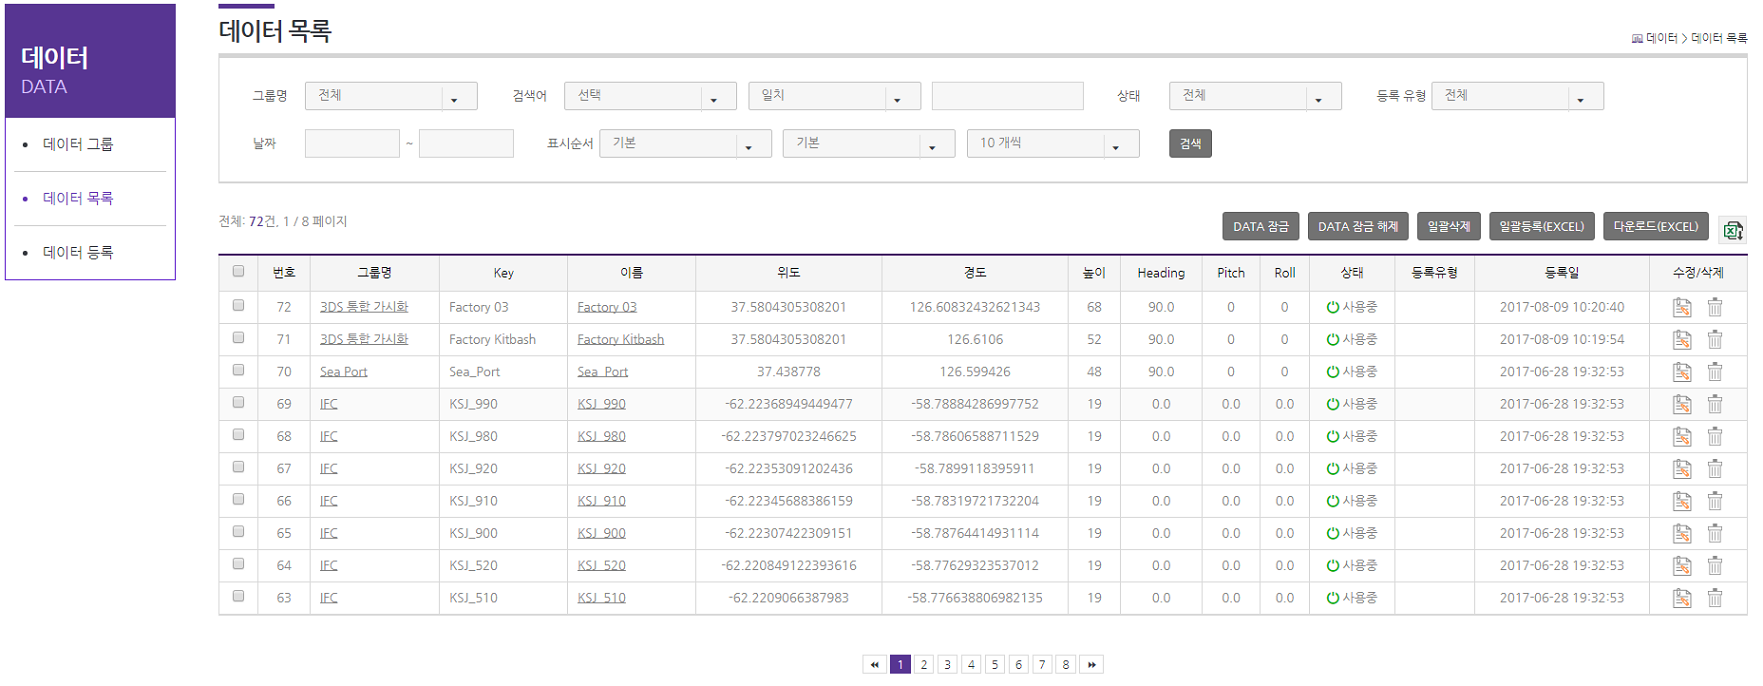 데이터
DATA
데이터 그룹
데이터 목록
데이터 등록
데이터 목록
데이터 > 데이터 목록
그룹명 전체 검색어 선택 일치 상태 전체 등록 유형 전체
날짜 ~ 표시순서 기본 기본 10 개씩 검색
전체: 72건, 1 / 8 페이지
DATA 잠금 DATA 잠금 해제 일괄삭제 일괄등록(EXCEL) 다운로드(EXCEL)
번호 그룹명 Key 이름 위도 경도 높이 Heading Pitch Roll 상태 등록유형 등록일 수정/삭제
72 3DS 통합 가시화 Factory 03 Factory 03 37.5804305308201 126.60832432621343 68 90.0 0 0 사용중 2017-08-09 10:20:40
71 3DS 통합 가시화 Factory Kitbash Factory Kitbash 37.5804305308201 126.6106 52 90.0 0 0 사용중 2017-08-09 10:19:54
70 Sea Port Sea_Port Sea_Port 37.438778 126.599426 48 90.0 0 0 사용중 2017-06-28 19:32:53
69 IFC KSJ_990 KSJ_990 -62.22368949449477 -58.78884286997752 19 0.0 0.0 0.0 사용중 2017-06-28 19:32:53
68 IFC KSJ_980 KSJ_980 -62.223797023246625 -58.78606588711529 19 0.0 0.0 0.0 사용중 2017-06-28 19:32:53
67 IFC KSJ_920 KSJ_920 -62.22353091202436 -58.7899118395911 19 0.0 0.0 0.0 사용중 2017-06-28 19:32:53
66 IFC KSJ_910 KSJ_910 -62.22345688386159 -58.78319721732204 19 0.0 0.0 0.0 사용중 2017-06-28 19:32:53
65 IFC KSJ_900 KSJ_900 -62.22307422309151 -58.78764414931114 19 0.0 0.0 0.0 사용중 2017-06-28 19:32:53
64 IFC KSJ_520 KSJ_520 -62.220849122393616 -58.77629323537012 19 0.0 0.0 0.0 사용중 2017-06-28 19:32:53
63 IFC KSJ_510 KSJ_510 -62.2209066387983 -58.776638806982135 19 0.0 0.0 0.0 사용중 2017-06-28 19:32:53
1 2 3 4 5 6 7 8